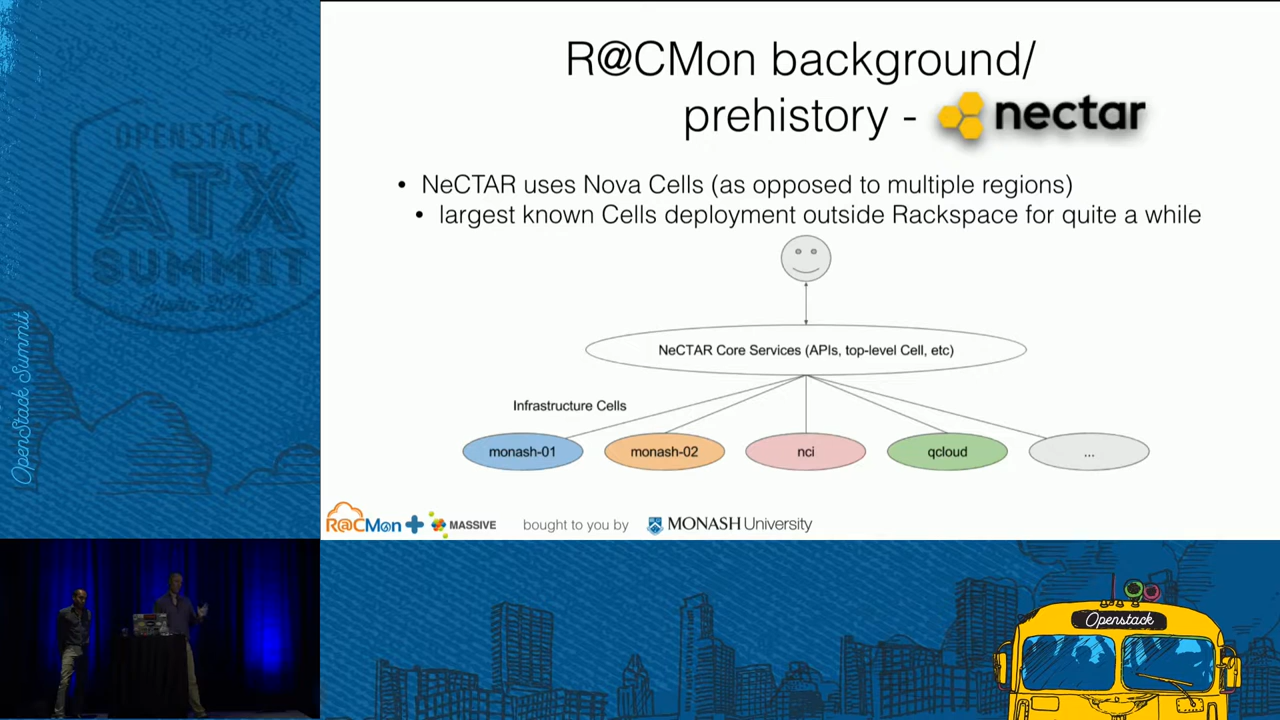 R@CMon background/
prehistory - nectar
• NeCTAR uses Nova Cells (as opposed to multiple regions)
• largest known Cells deployment outside Rackspace for quite a while
NeCTAR Core Services (APIs, top-level Cell, etc)
Infrastructure Cells
monash-01
monash-02
nci
qcloud
...
R@CMon
MASSIVE
bought to you by
MONASH University
OPENSTACK
ATX
SUMMIT
OpenStack Summit
Openstack